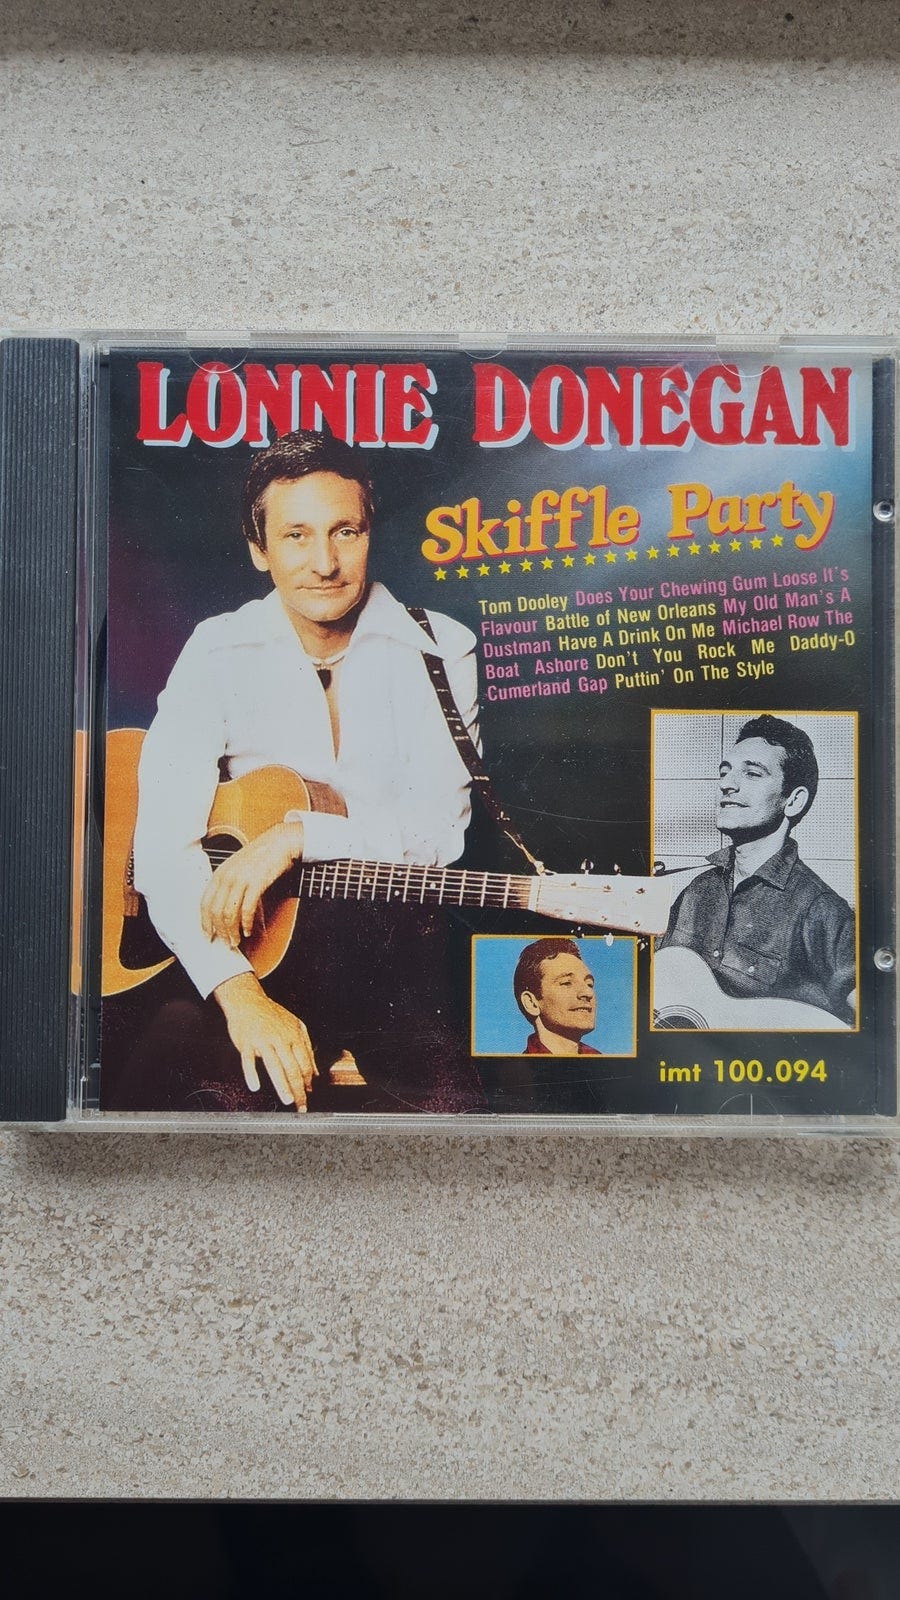 LONNIE DONEGAN
Skiffle Party
Tom Dooley Does Your Chewing Gum Loose It's
Flavour Battle of New Orleans My Old Man's A
Dustman Have A Drink On Me Michael Row The
Boat Ashore Don't You Rock Me Daddy-O
Cumerland Gap Puttin' On The Style
imt 100.094